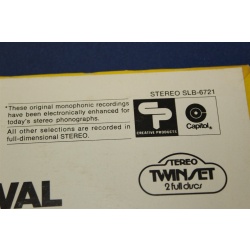 STEREO SLB-6721
*These original monophonic recordings
have been electronically enhanced for
today's stereo phonographs.
All other selections are recorded in
full-dimensional STEREO.
CP
CREATIVE PRODUCTS
C
Capitol®
VAL
STEREO
TWINSET
2 full discs